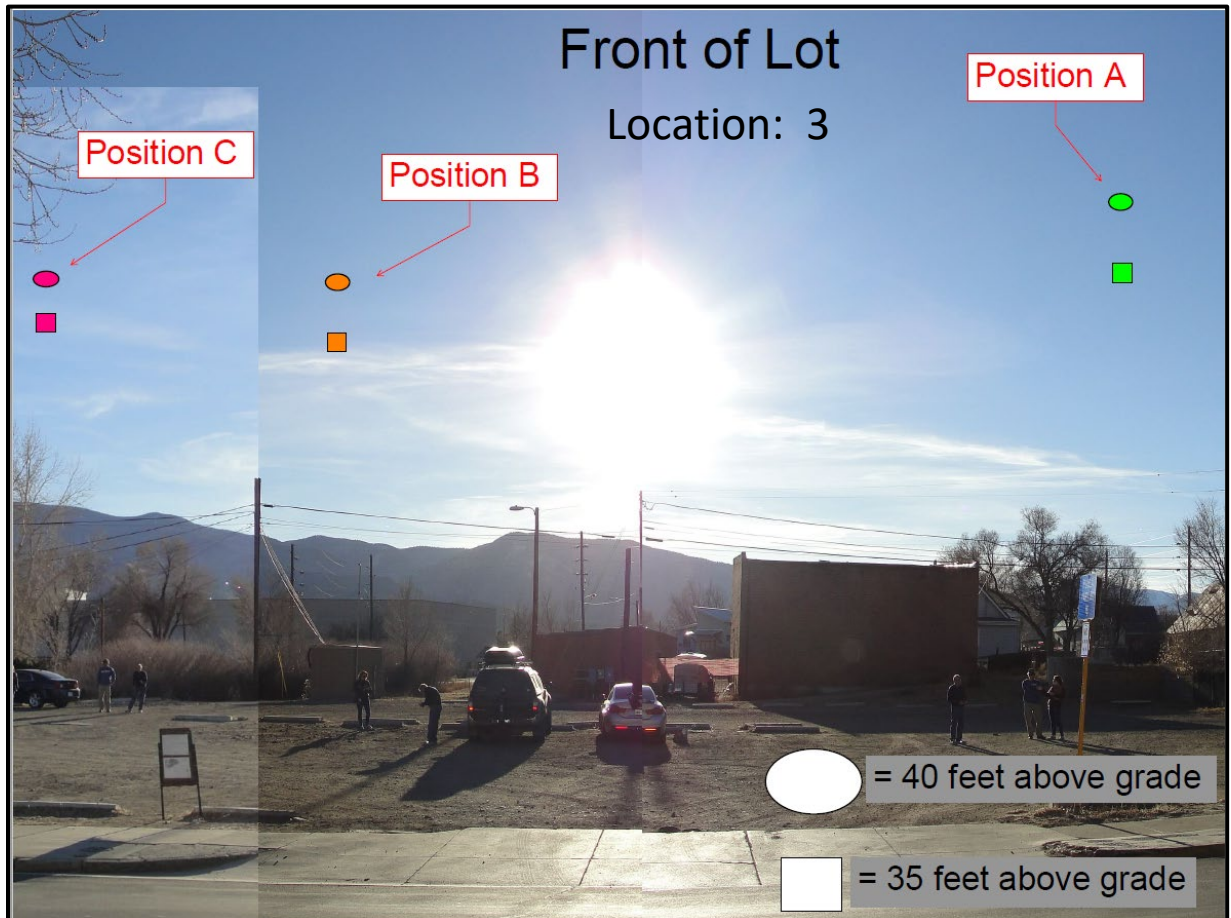 Front of Lot
Location: 3
Position A
Position C
Position B
= 40 feet above grade
= 35 feet above grade